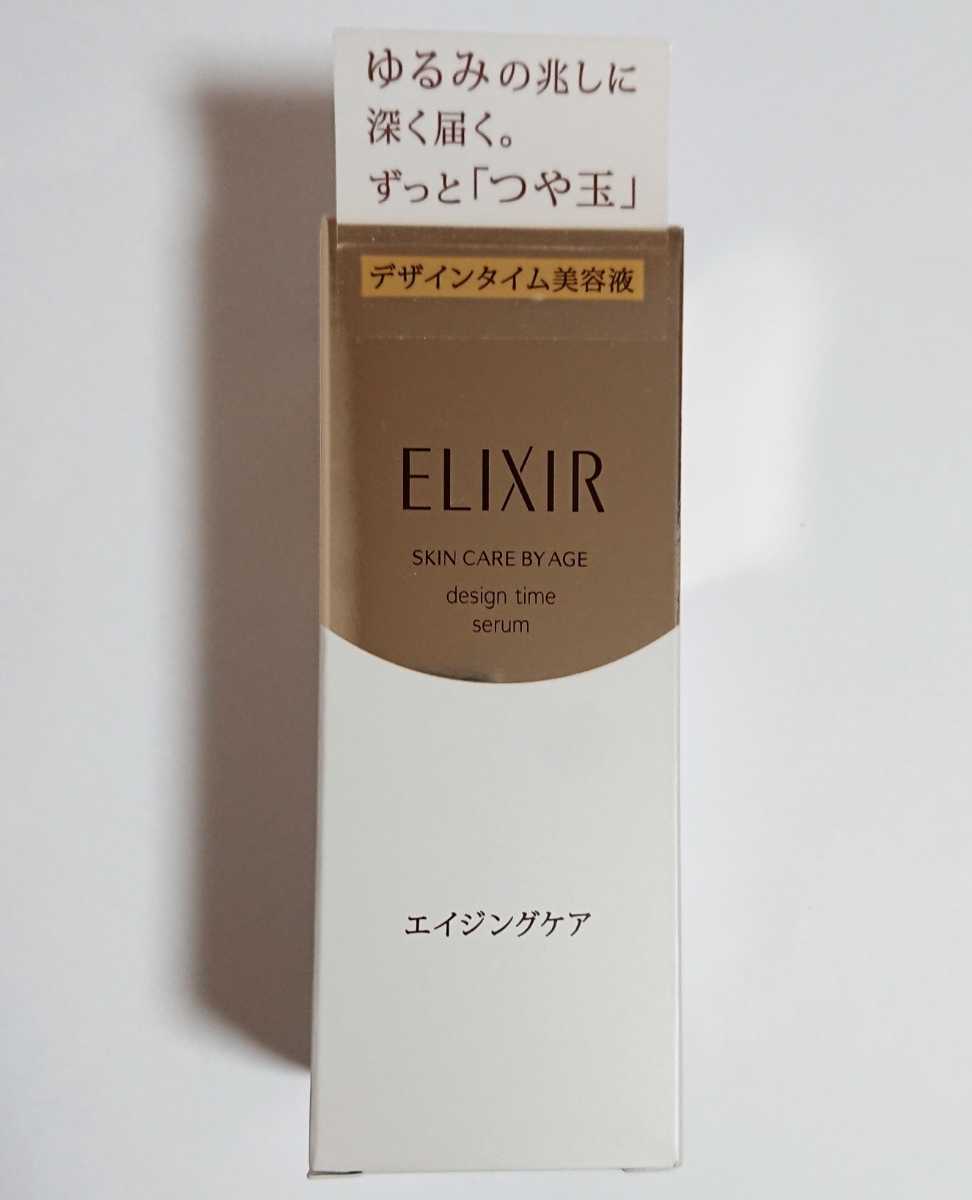 ゆるみの兆しに
深く届く。
ずっと「つや玉」
デザインタイム美容液
ELIXIR
SKIN CARE BY AGE
design time
serum
エイジングケア